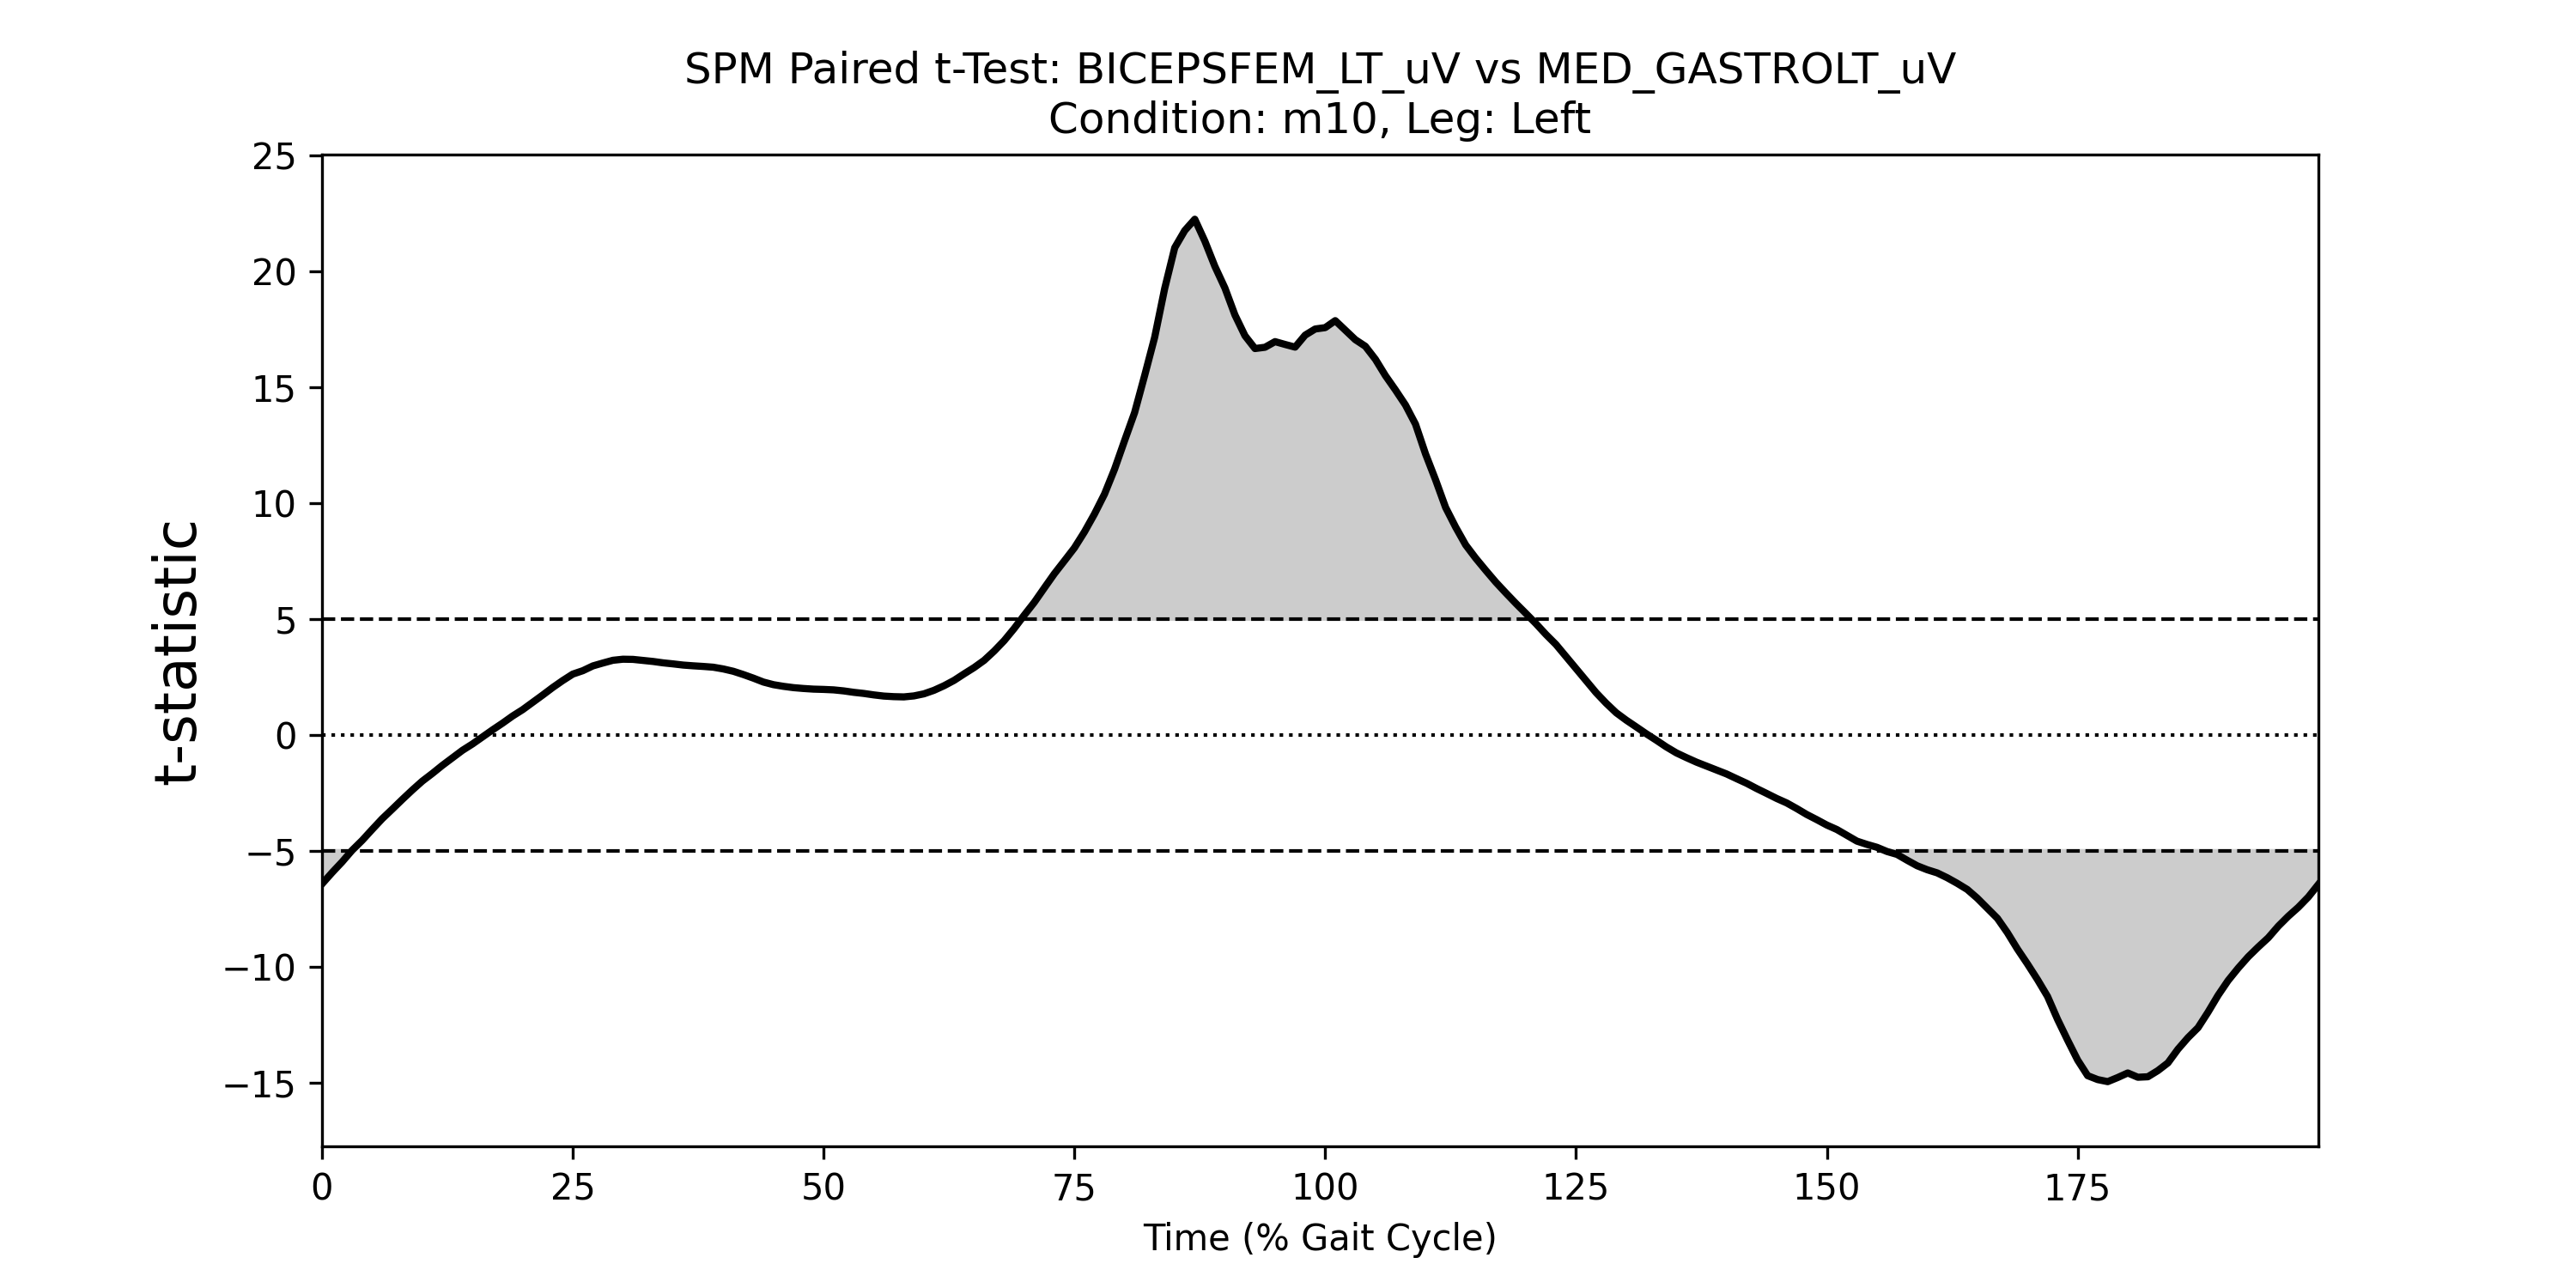 SPM Paired t-Test: BICEPSFEM_LT_uV vs MED_GASTROLT_uV
Condition: m10, Leg: Left
25
20
15
10
5
0
−5
−10
−15
t-statistic
0 25 50 75 100 125 150 175
Time (% Gait Cycle)